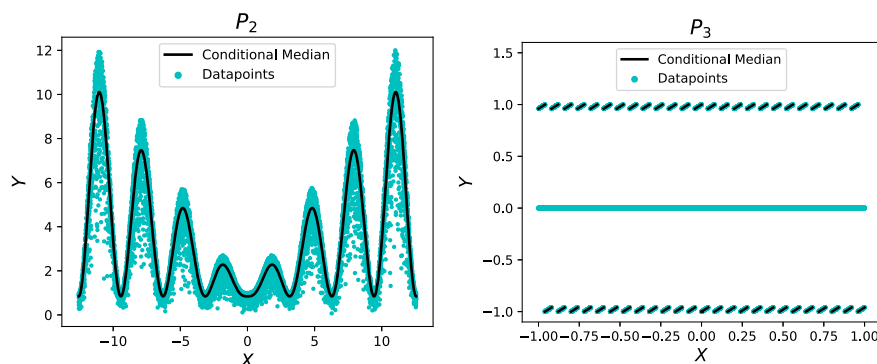 P2
12
10
8
6
4
2
0
Y
Conditional Median
Datapoints
−10 −5 0 5 10
X
P3
1.5
1.0
0.5
0.0
−0.5
−1.0
Y
Conditional Median
Datapoints
−1.00 −0.75 −0.50 −0.25 0.00 0.25 0.50 0.75 1.00
X